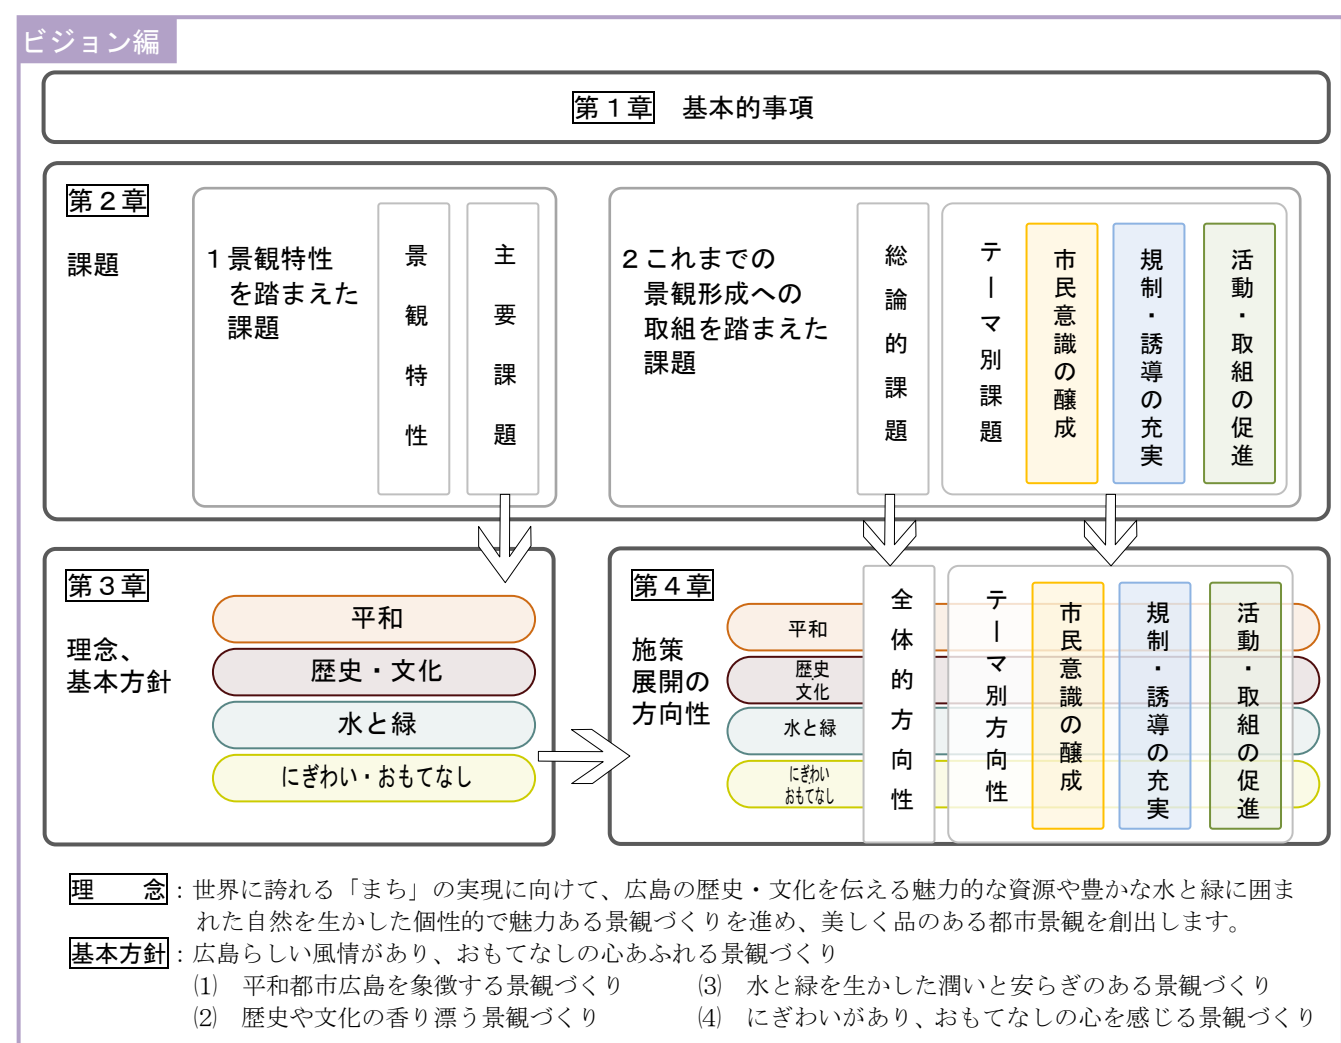 ビジョン編
第1章 基本的事項
第2章
課題
1景観特性
を踏まえた
課題
景観特性
主要課題
2これまでの
景観形成への
取組を踏まえた
課題
総論的課題
テーマ別課題
市民意識の醸成
規制・誘導の充実
活動・取組の促進
第3章
理念、
基本方針
平和
歴史・文化
水と緑
にぎわい・おもてなし
第4章
施策
展開の
方向性
平和
歴史・
文化
水と緑
にぎわい・
おもてなし
全体的方向性
テーマ別方向性
市民意識の醸成
規制・誘導の充実
活動・取組の促進
理 念：世界に誇れる「まち」の実現に向けて、広島の歴史・文化を伝える魅力的な資源や豊かな水と緑に囲ま
れた自然を生かした個性的で魅力ある景観づくりを進め、美しく品のある都市景観を創出します。
基本方針：広島らしい風情があり、おもてなしの心あふれる景観づくり
⑴ 平和都市広島を象徴する景観づくり ⑶ 水と緑を生かした潤いと安らぎのある景観づくり
⑵ 歴史や文化の香り漂う景観づくり ⑷ にぎわいがあり、おもてなしの心を感じる景観づくり